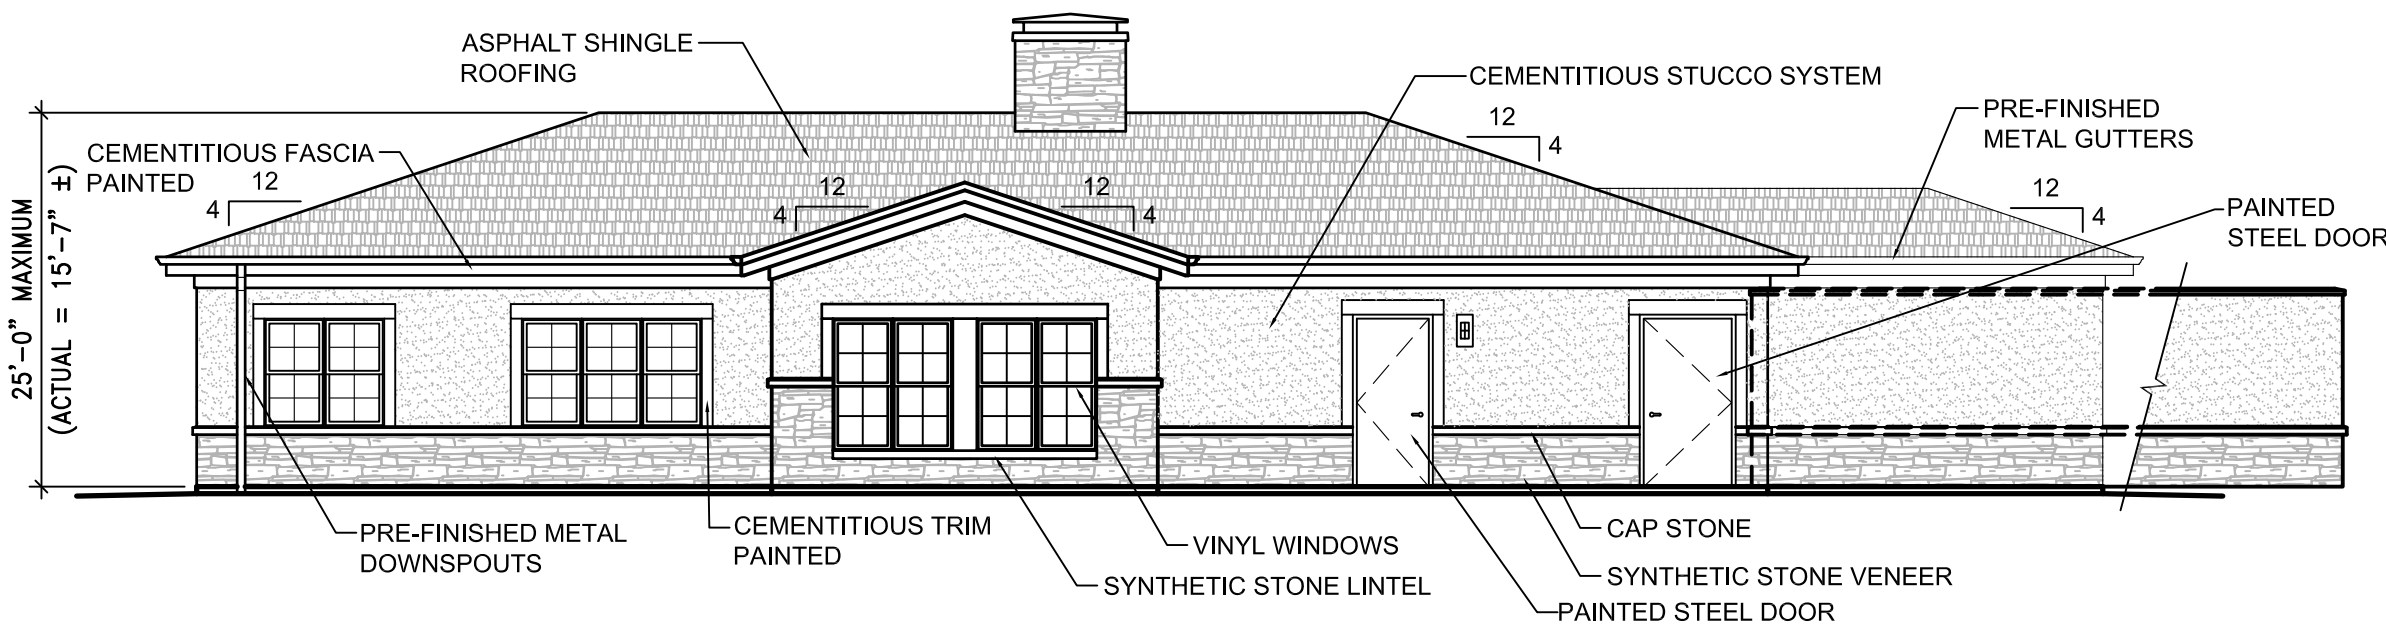 ASPHALT SHINGLE
ROOFING
CEMENTITIOUS STUCCO SYSTEM
PRE-FINISHED
METAL GUTTERS
CEMENTITIOUS FASCIA
PAINTED
12
4
12
4
12
4
12
4
12
4
PAINTED
STEEL DOOR
25'-0" MAXIMUM
(ACTUAL = 15'-7" ±)
PRE-FINISHED METAL
DOWNSPOUTS
CEMENTITIOUS TRIM
PAINTED
VINYL WINDOWS
SYNTHETIC STONE LINTEL
CAP STONE
SYNTHETIC STONE VENEER
PAINTED STEEL DOOR